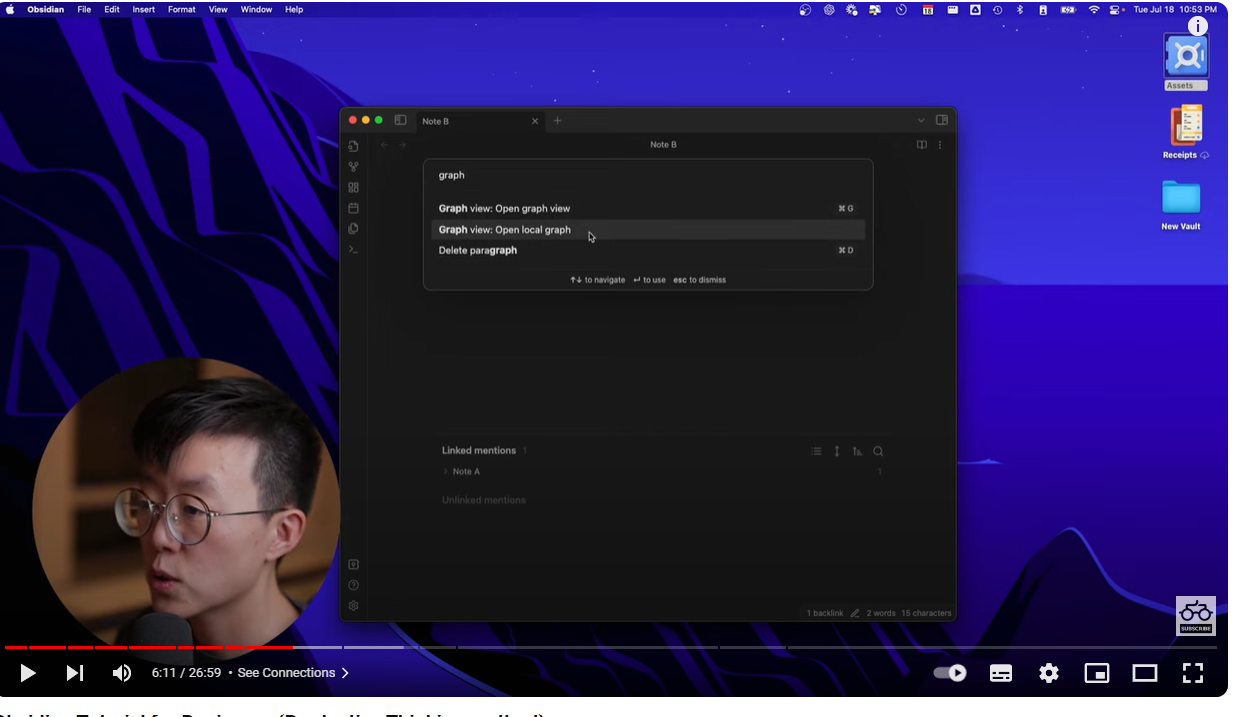 Obsidian File Edit Insert Format View Window Help
18
Tue Jul 18 10:53 PM
Assets
Receipts
New Vault
Note B
Note B
graph
Graph view: Open graph view ⌘ G
Graph view: Open local graph
Delete paragraph ⌘ D
↑↓ to navigate ↵ to use esc to dismiss
Linked mentions 1
Note A 1
Unlinked mentions
1 backlink 2 words 15 characters
SUBSCRIBE
6:11 / 26:59 • See Connections